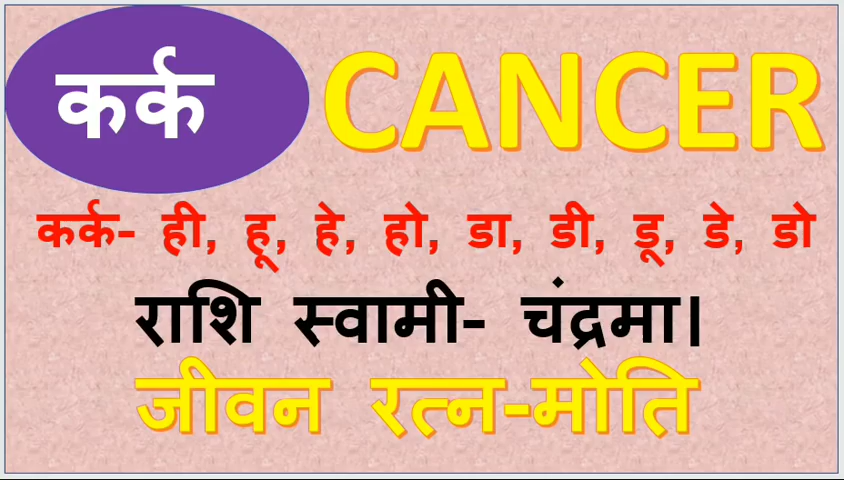 कर्क CANCER
कर्क- ही, हू, हे, हो, डा, डी, डू, डे, डो
राशि स्वामी- चंद्रमा।
जीवन रत्न-मोति